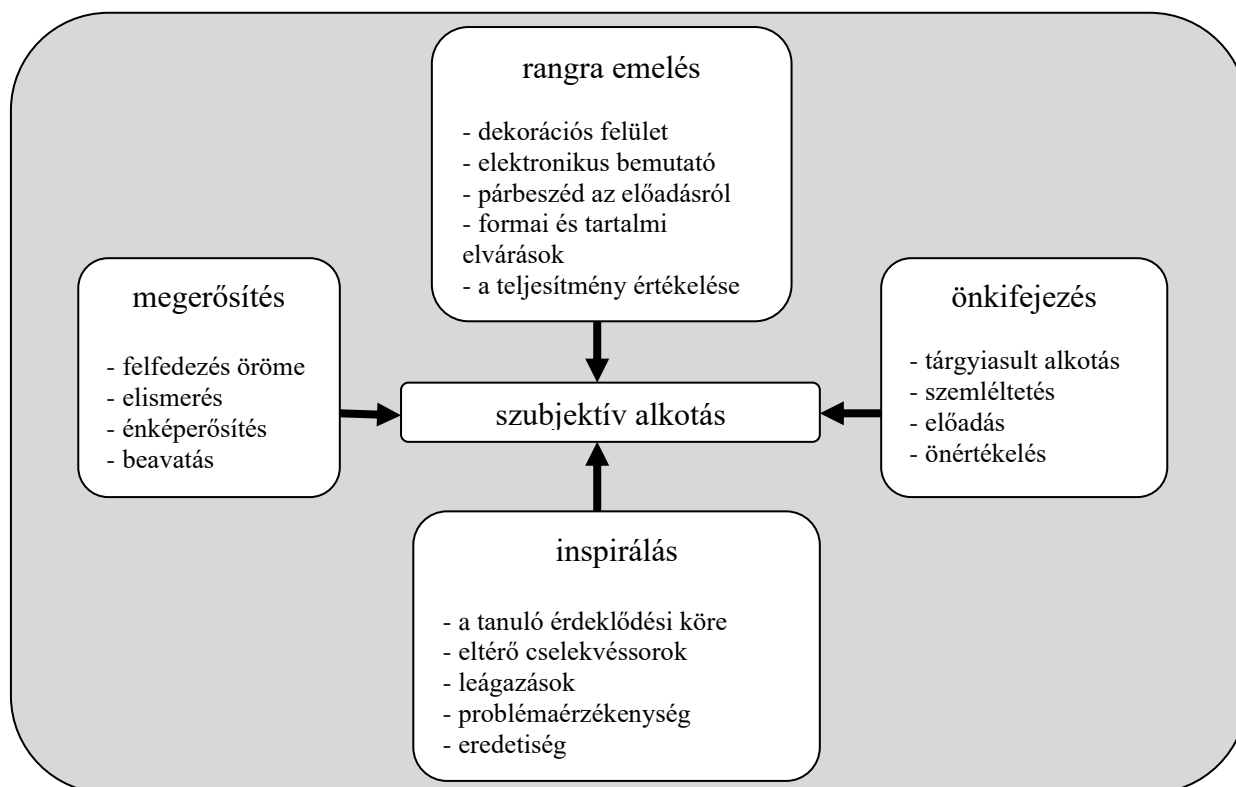 rangra emelés
- dekorációs felület
- elektronikus bemutató
- párbeszéd az előadásról
- formai és tartalmi
elvárások
- a teljesítmény értékelése
megerősítés
- felfedezés öröme
- elismerés
- énképerősítés
- beavatás
szubjektív alkotás
önkifejezés
- tárgyiasult alkotás
- szemléltetés
- előadás
- önértékelés
inspirálás
- a tanuló érdeklődési köre
- eltérő cselekvéssorok
- leágazások
- problémaérzékenység
- eredetiség